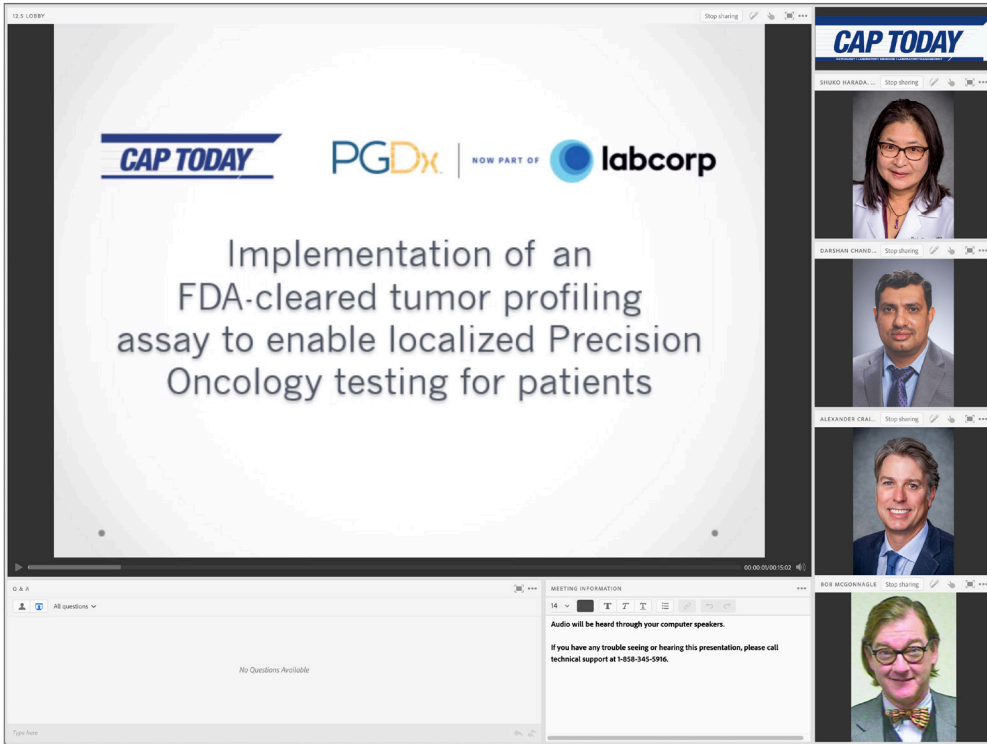 12.5 LOBBY
Stop sharing
CAP TODAY
PGDx
NOW PART OF
labcorp
Implementation of an
FDA-cleared tumor profiling
assay to enable localized Precision
Oncology testing for patients
00:00:01/00:15:02
Q & A
All questions
No Questions Available
Type here
MEETING INFORMATION
14
Audio will be heard through your computer speakers.
If you have any trouble seeing or hearing this presentation, please call
technical support at 1-858-345-5916.
CAP TODAY
SHUKO HARADA, ... Stop sharing
DARSHAN CHAND... Stop sharing
ALEXANDER CRAI... Stop sharing
BOB MCGONNAGLE Stop sharing